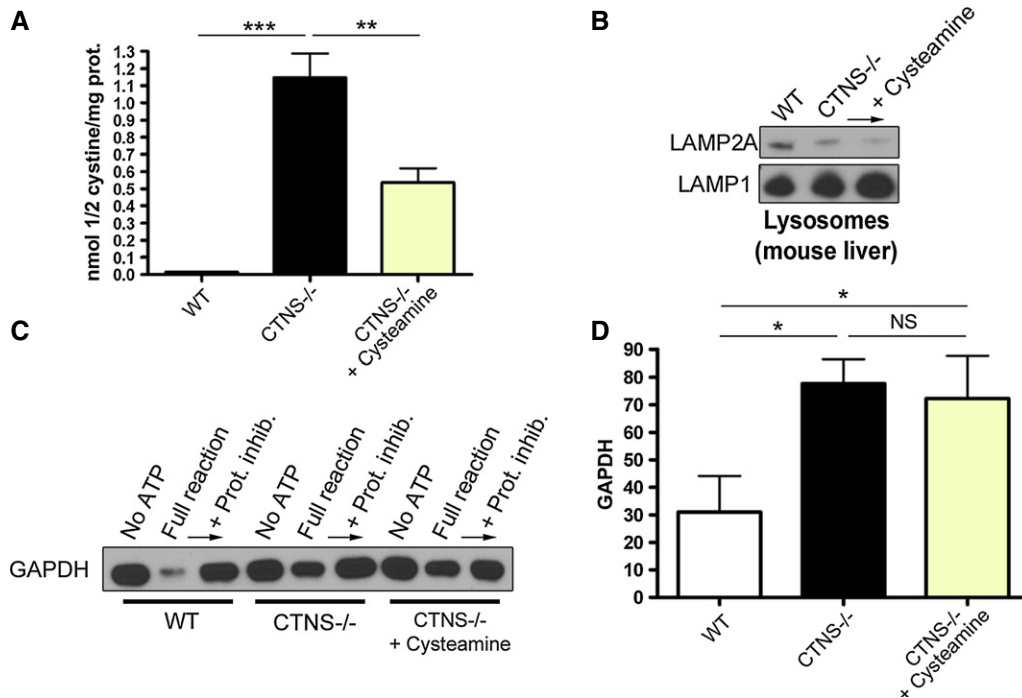 A
***
**
nmol 1/2 cystine/mg prot.
1.3
1.2
1.1
1.0
0.9
0.8
0.7
0.6
0.5
0.4
0.3
0.2
0.1
0.0
WT
CTNS-/-
CTNS-/-
+ Cysteamine
B
WT
CTNS-/-
+ Cysteamine
LAMP2A
LAMP1
Lysosomes
(mouse liver)
C
No ATP
Full reaction
+ Prot. inhib.
No ATP
Full reaction
+ Prot. inhib.
No ATP
Full reaction
+ Prot. inhib.
GAPDH
WT
CTNS-/-
CTNS-/-
+ Cysteamine
D
*
*
NS
GAPDH
90
80
70
60
50
40
30
20
10
0
WT
CTNS-/-
CTNS-/-
+ Cysteamine